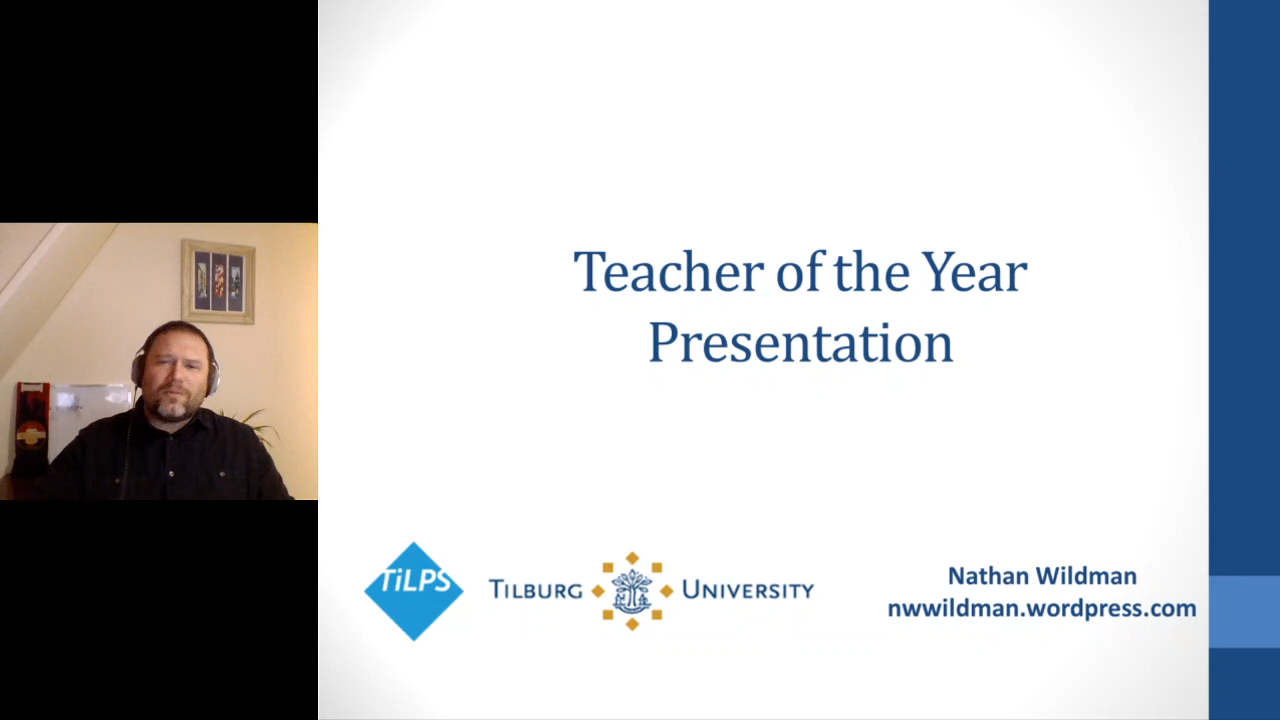 Teacher of the Year
Presentation
TiLPS
TILBURG UNIVERSITY
Nathan Wildman
nwwildman.wordpress.com